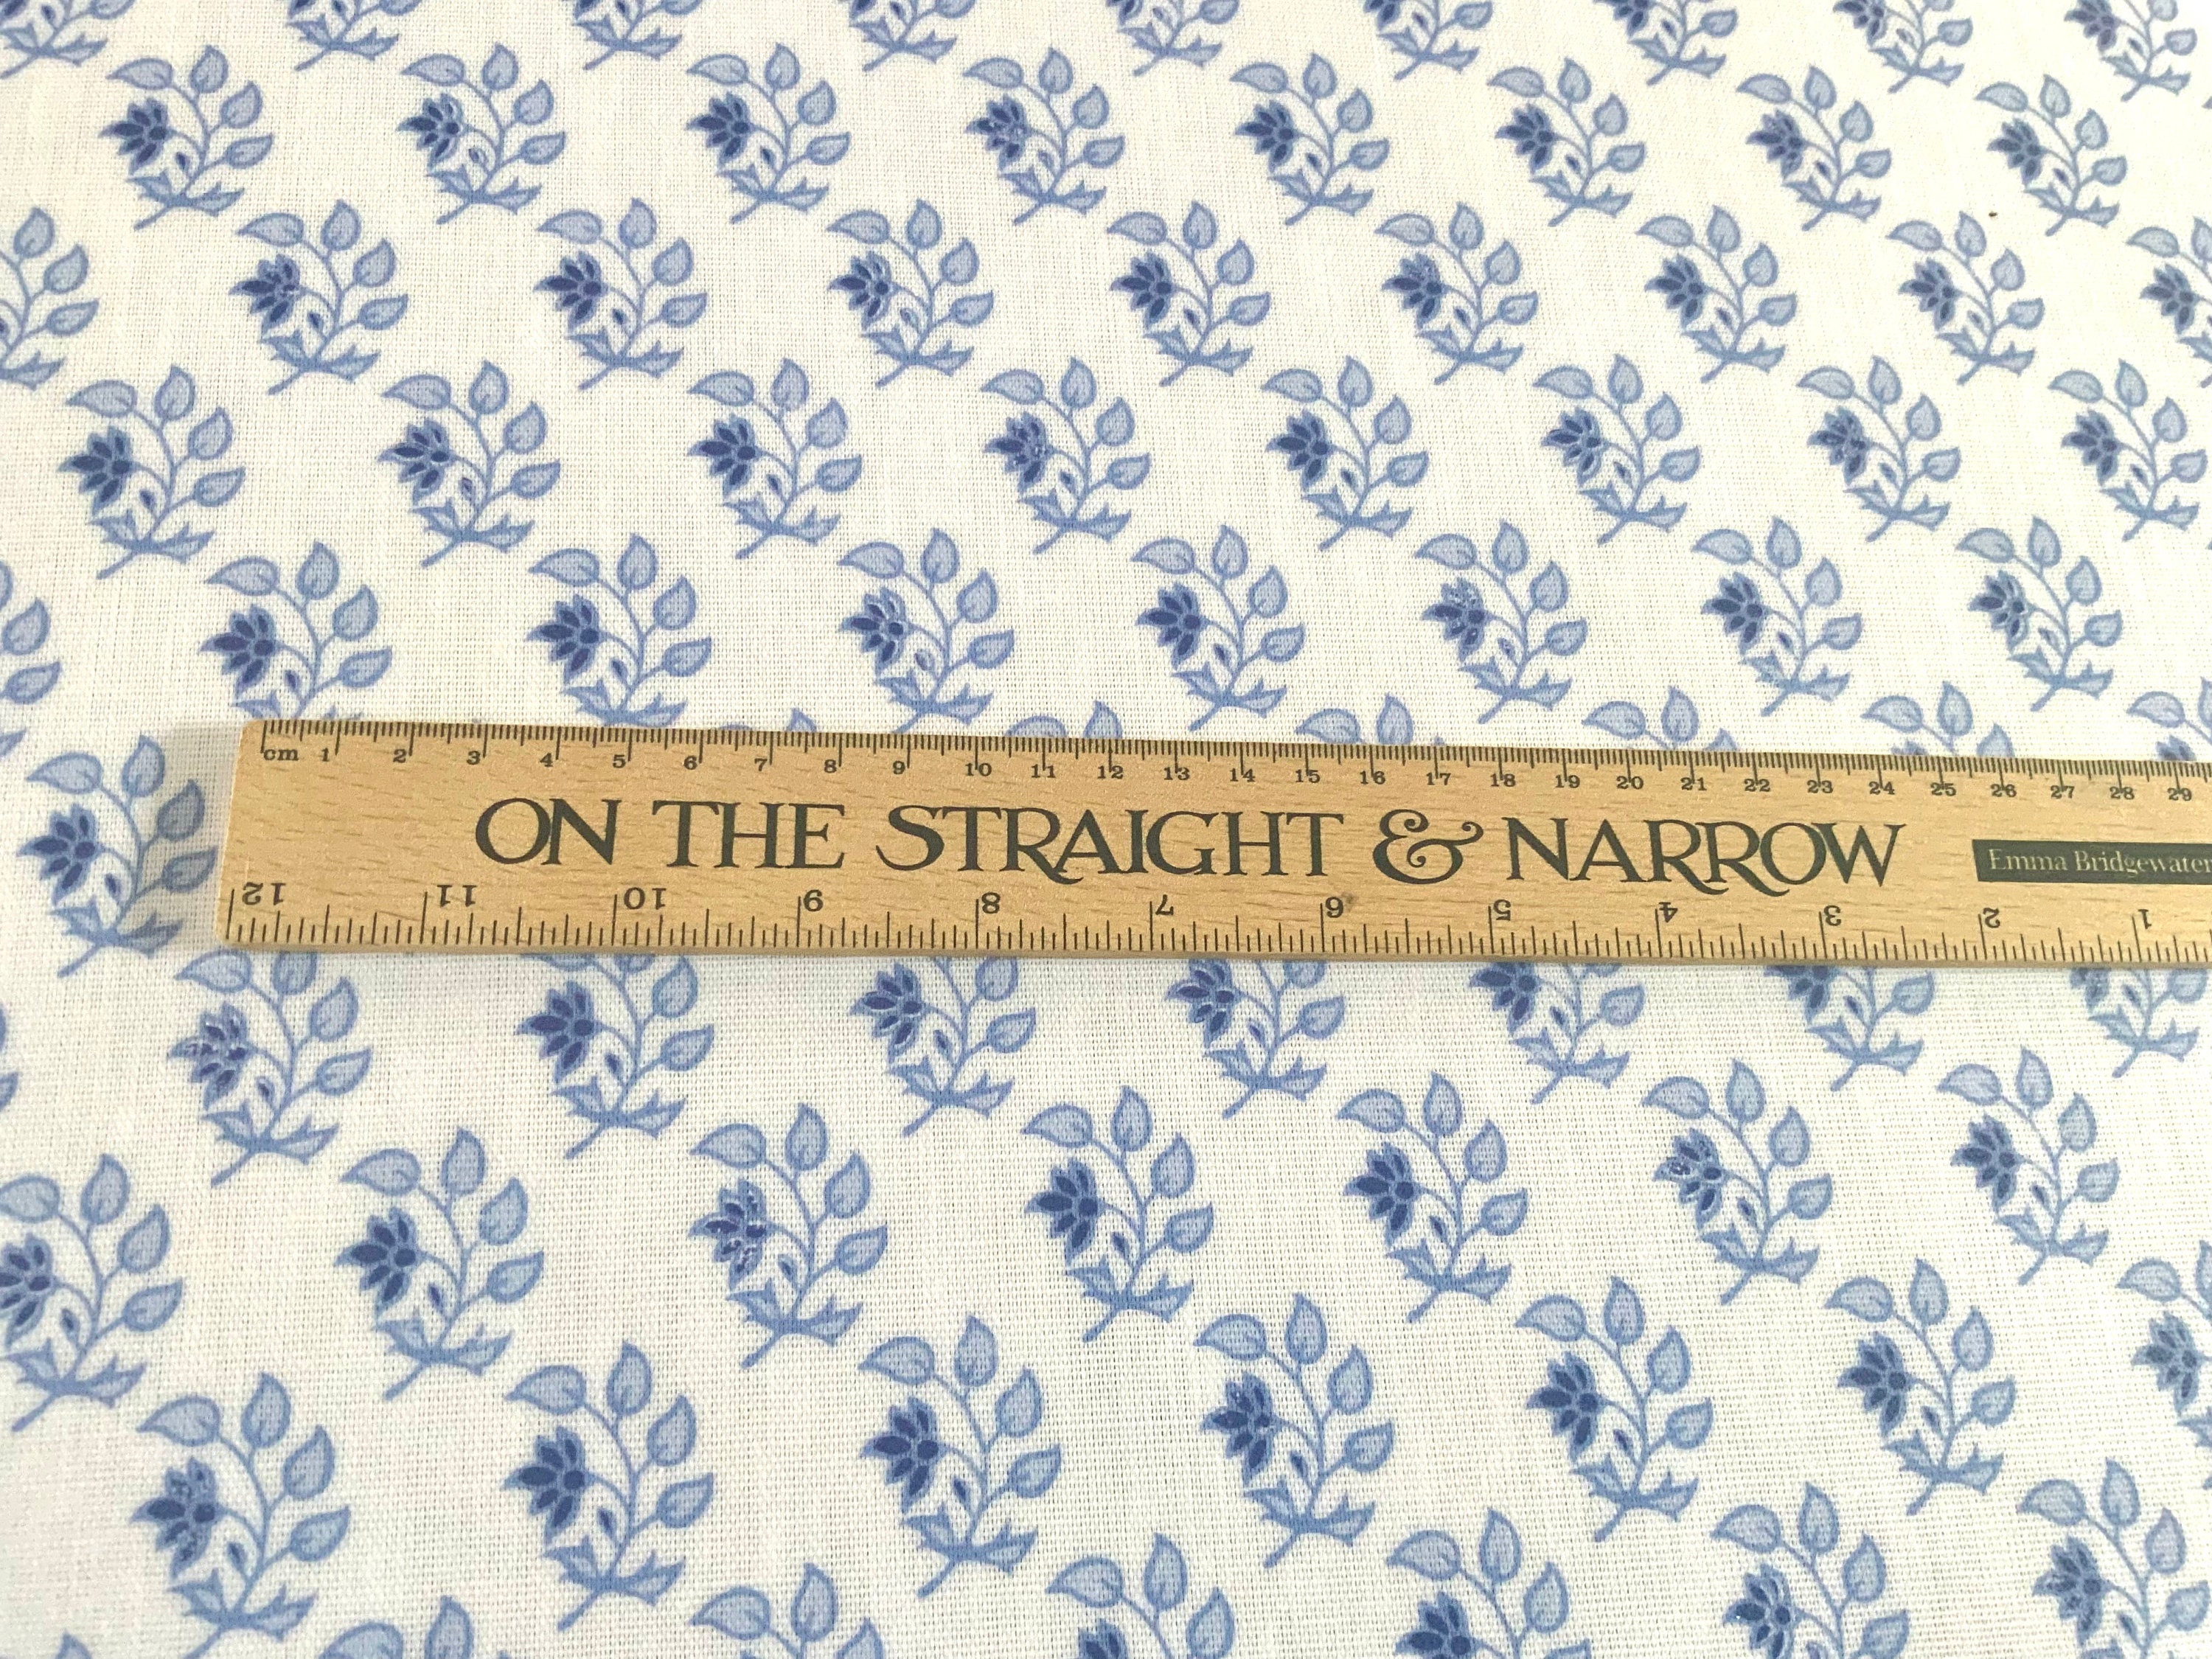 cm 1 2 3 4 5 6 7 8 9 10 11 12 13 14 15 16 17 18 19 20 21 22 23 24 25 26 27 28 29
ON THE STRAIGHT & NARROW
Emma Bridgewater
12 11 10 9 8 7 6 5 4 3 2 1